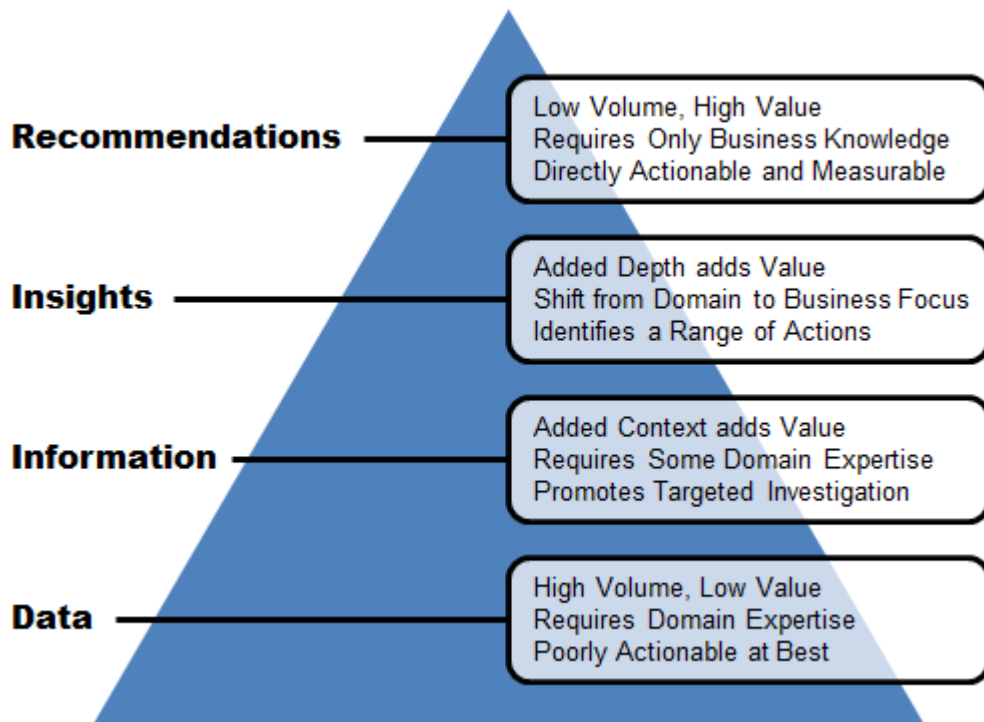 Recommendations
Low Volume, High Value
Requires Only Business Knowledge
Directly Actionable and Measurable
Insights
Added Depth adds Value
Shift from Domain to Business Focus
Identifies a Range of Actions
Information
Added Context adds Value
Requires Some Domain Expertise
Promotes Targeted Investigation
Data
High Volume, Low Value
Requires Domain Expertise
Poorly Actionable at Best